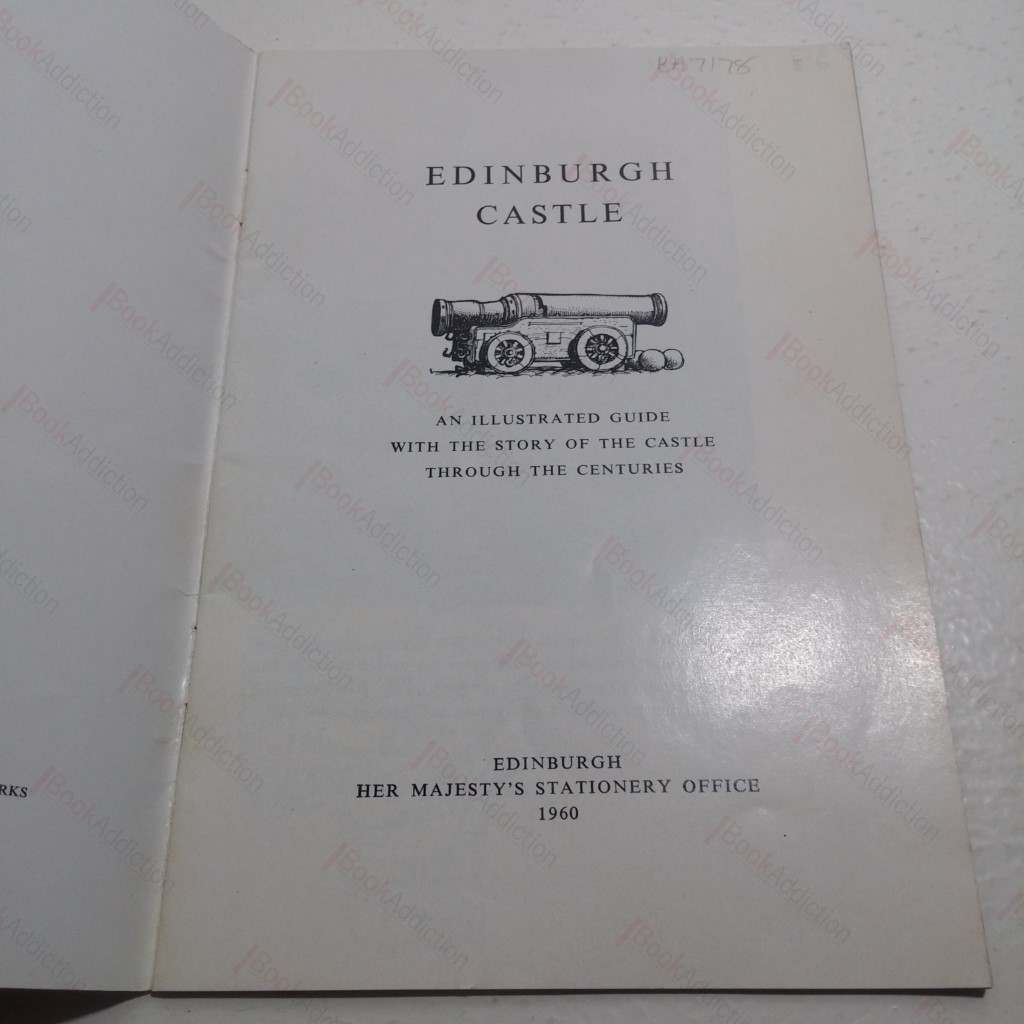 EDINBURGH
CASTLE
AN ILLUSTRATED GUIDE
WITH THE STORY OF THE CASTLE
THROUGH THE CENTURIES
EDINBURGH
HER MAJESTY'S STATIONERY OFFICE
1960
RKS
BookAddiction